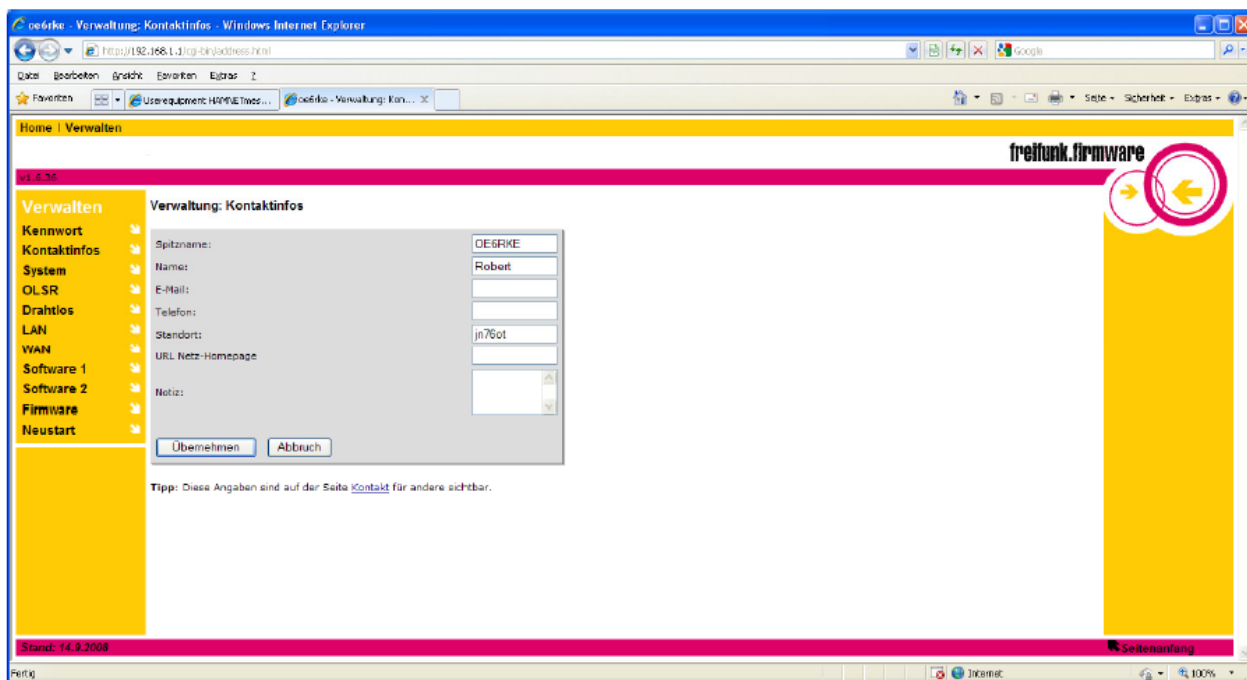 oe6rke - Verwaltung: Kontaktinfos - Windows Internet Explorer
http://192.168.1.1/cgi-bin/address.html
Google
Datei Bearbeiten Ansicht Favoriten Extras ?
Favoriten
Userequipment HAMNETmes...
oe6rke - Verwaltung: Kon...
Seite
Sicherheit
Extras
Home | Verwalten
freifunk.firmware
v1.6.36
Verwalten
Kennwort
Kontaktinfos
System
OLSR
Drahtlos
LAN
WAN
Software 1
Software 2
Firmware
Neustart
Verwaltung: Kontaktinfos
Spitzname: OE6RKE
Name: Robert
E-Mail:
Telefon:
Standort: jn76ot
URL Netz-Homepage
Notiz:
Übernehmen Abbruch
Tipp: Diese Angaben sind auf der Seite Kontakt für andere sichtbar.
Stand: 14.9.2008
Seitenanfang
Fertig
Internet
100%